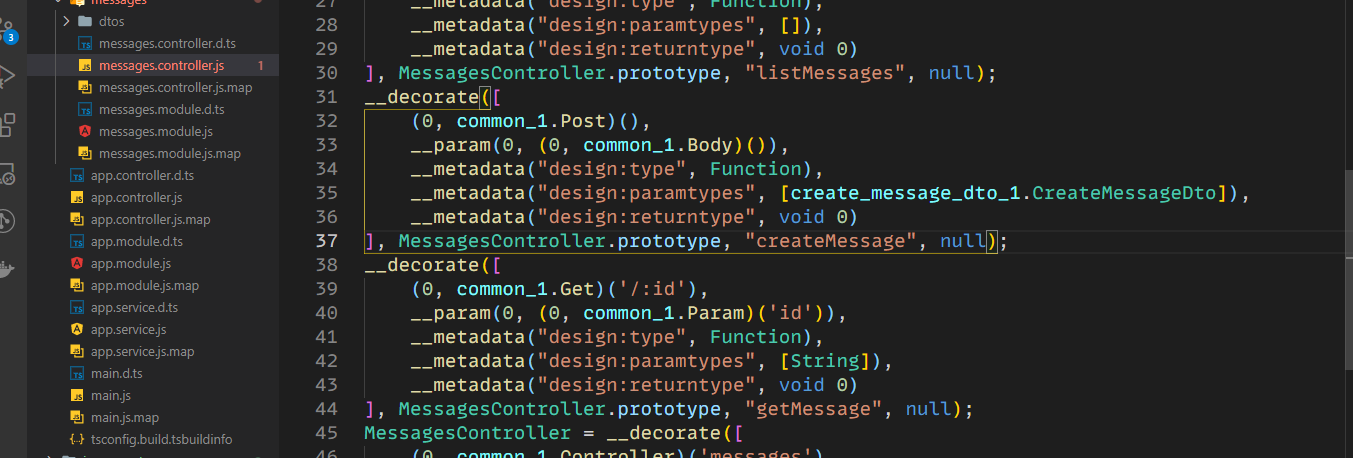 messages
dtos
messages.controller.d.ts
messages.controller.js 1
messages.controller.js.map
messages.module.d.ts
messages.module.js
messages.module.js.map
app.controller.d.ts
app.controller.js
app.controller.js.map
app.module.d.ts
app.module.js
app.module.js.map
app.service.d.ts
app.service.js
app.service.js.map
main.d.ts
main.js
main.js.map
tsconfig.build.tsbuildinfo
3
27 __metadata("design:type", Function),
28 __metadata("design:paramtypes", []),
29 __metadata("design:returntype", void 0)
30 ], MessagesController.prototype, "listMessages", null);
31 __decorate([
32 (0, common_1.Post)(),
33 __param(0, (0, common_1.Body)()),
34 __metadata("design:type", Function),
35 __metadata("design:paramtypes", [create_message_dto_1.CreateMessageDto]),
36 __metadata("design:returntype", void 0)
37 ], MessagesController.prototype, "createMessage", null);
38 __decorate([
39 (0, common_1.Get)('/:id'),
40 __param(0, (0, common_1.Param)('id')),
41 __metadata("design:type", Function),
42 __metadata("design:paramtypes", [String]),
43 __metadata("design:returntype", void 0)
44 ], MessagesController.prototype, "getMessage", null);
45 MessagesController = __decorate([
46 (0, common_1.Controller)('messages')